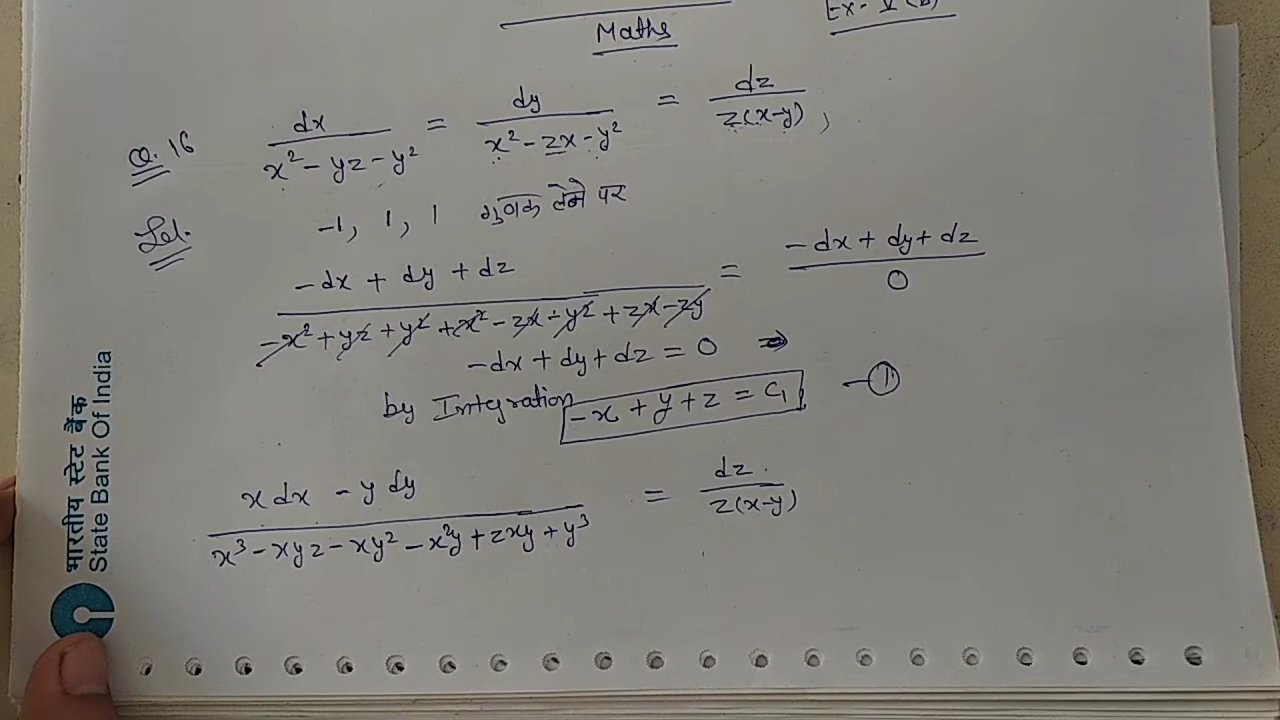 Maths
Ex- V (B)
Q. 16 dx/(x² - yz - y²) = dy/(x² - zx - y²) = dz/(z(x-y)) ,
Sol. -1, 1, 1 गुणक लेने पर
(-dx + dy + dz)/(-x² + yz + y² + x² - zx - y² + zx - zy) = (-dx + dy + dz)/0
-dx + dy + dz = 0 ⇒
by Integration -x + y + z = C₁ —①
(x dx - y dy)/(x³ - xyz - xy² - x²y + zxy + y³) = dz/(z(x-y))
भारतीय स्टेट बैंक
State Bank Of India